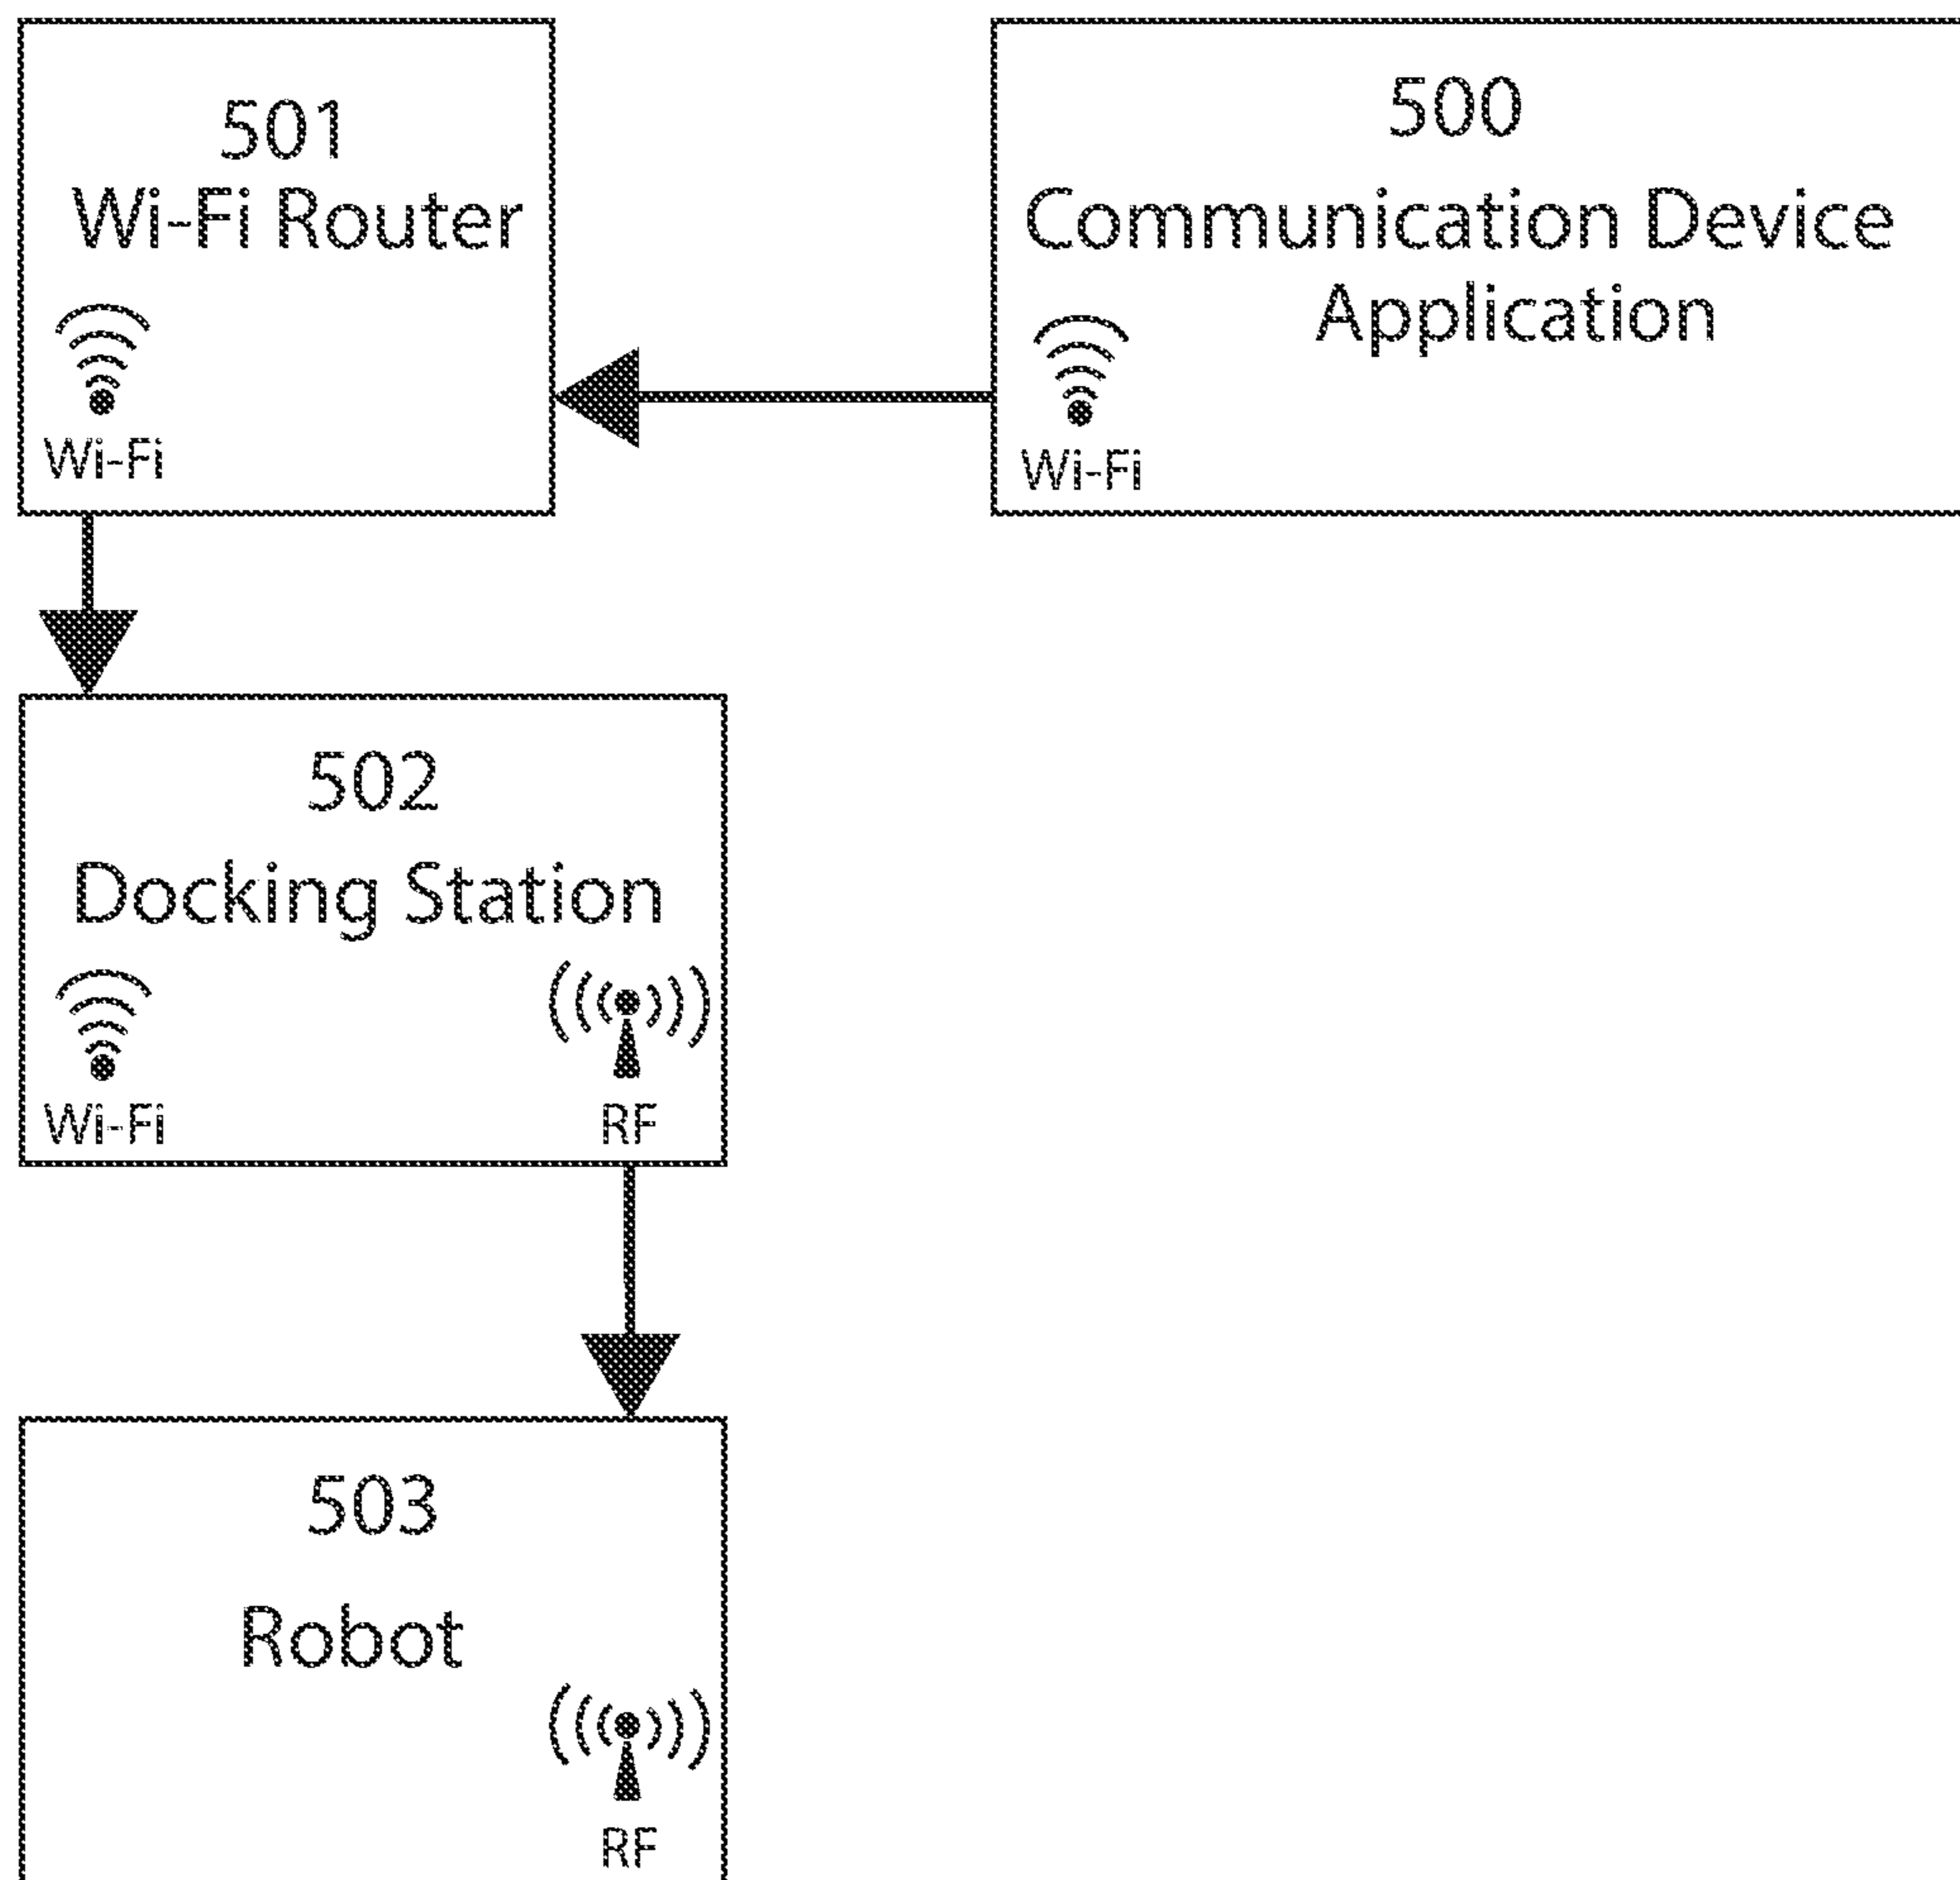 501
Wi-Fi Router
Wi-Fi
500
Communication Device
Application
Wi-Fi
502
Docking Station
Wi-Fi
RF
503
Robot
RF